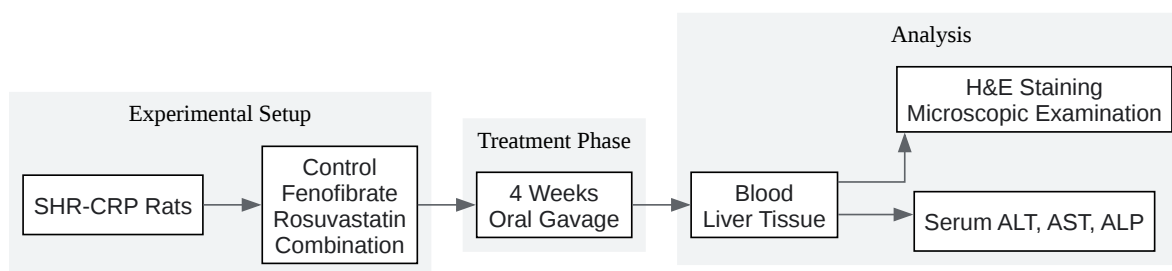 Experimental Setup
SHR-CRP Rats
Control
Fenofibrate
Rosuvastatin
Combination
Treatment Phase
4 Weeks
Oral Gavage
Analysis
Blood
Liver Tissue
H&E Staining
Microscopic Examination
Serum ALT, AST, ALP